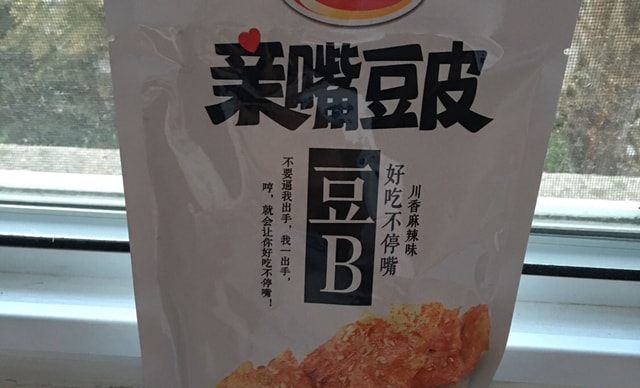 亲嘴豆皮
川香麻辣味
好吃不停嘴
豆B
不要逼我出手，我一出手，
哼，就会让你好吃不停嘴！